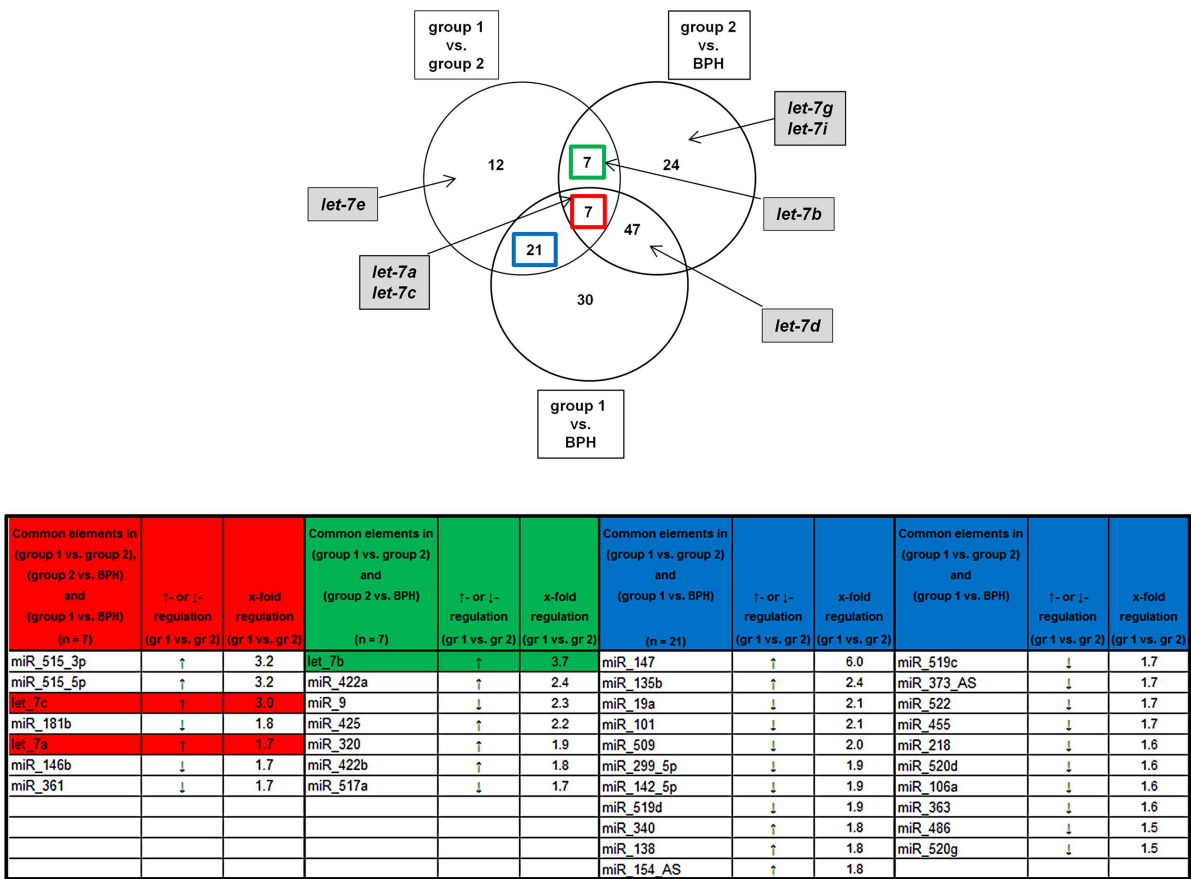 group 1
vs.
group 2
group 2
vs.
BPH
let-7g
let-7i
12
7
24
let-7e
let-7b
7
47
21
let-7a
let-7c
30
let-7d
group 1
vs.
BPH
Common elements in
(group 1 vs. group 2),
(group 2 vs. BPH)
and
(group 1 vs. BPH)
(n = 7)
↑- or ↓-
regulation
(gr 1 vs. gr 2)
x-fold
regulation
(gr 1 vs. gr 2)
Common elements in
(group 1 vs. group 2)
and
(group 2 vs. BPH)
(n = 7)
↑- or ↓-
regulation
(gr 1 vs. gr 2)
x-fold
regulation
(gr 1 vs. gr 2)
Common elements in
(group 1 vs. group 2)
and
(group 1 vs. BPH)
(n = 21)
↑- or ↓-
regulation
(gr 1 vs. gr 2)
x-fold
regulation
(gr 1 vs. gr 2)
Common elements in
(group 1 vs. group 2)
and
(group 1 vs. BPH)
↑- or ↓-
regulation
(gr 1 vs. gr 2)
x-fold
regulation
(gr 1 vs. gr 2)
miR_515_3p ↑ 3.2 let_7b ↑ 3.7 miR_147 ↑ 6.0 miR_519c ↓ 1.7
miR_515_5p ↑ 3.2 miR_422a ↑ 2.4 miR_135b ↑ 2.4 miR_373_AS ↓ 1.7
let_7c ↑ 3.0 miR_9 ↓ 2.3 miR_19a ↓ 2.1 miR_522 ↓ 1.7
miR_181b ↓ 1.8 miR_425 ↑ 2.2 miR_101 ↓ 2.1 miR_455 ↓ 1.7
let_7a ↑ 1.7 miR_320 ↑ 1.9 miR_509 ↓ 2.0 miR_218 ↓ 1.6
miR_146b ↓ 1.7 miR_422b ↑ 1.8 miR_299_5p ↓ 1.9 miR_520d ↓ 1.6
miR_361 ↓ 1.7 miR_517a ↓ 1.7 miR_142_5p ↓ 1.9 miR_106a ↓ 1.6
miR_519d ↓ 1.9 miR_363 ↓ 1.6
miR_340 ↑ 1.8 miR_486 ↓ 1.5
miR_138 ↑ 1.8 miR_520g ↓ 1.5
miR_154_AS ↑ 1.8